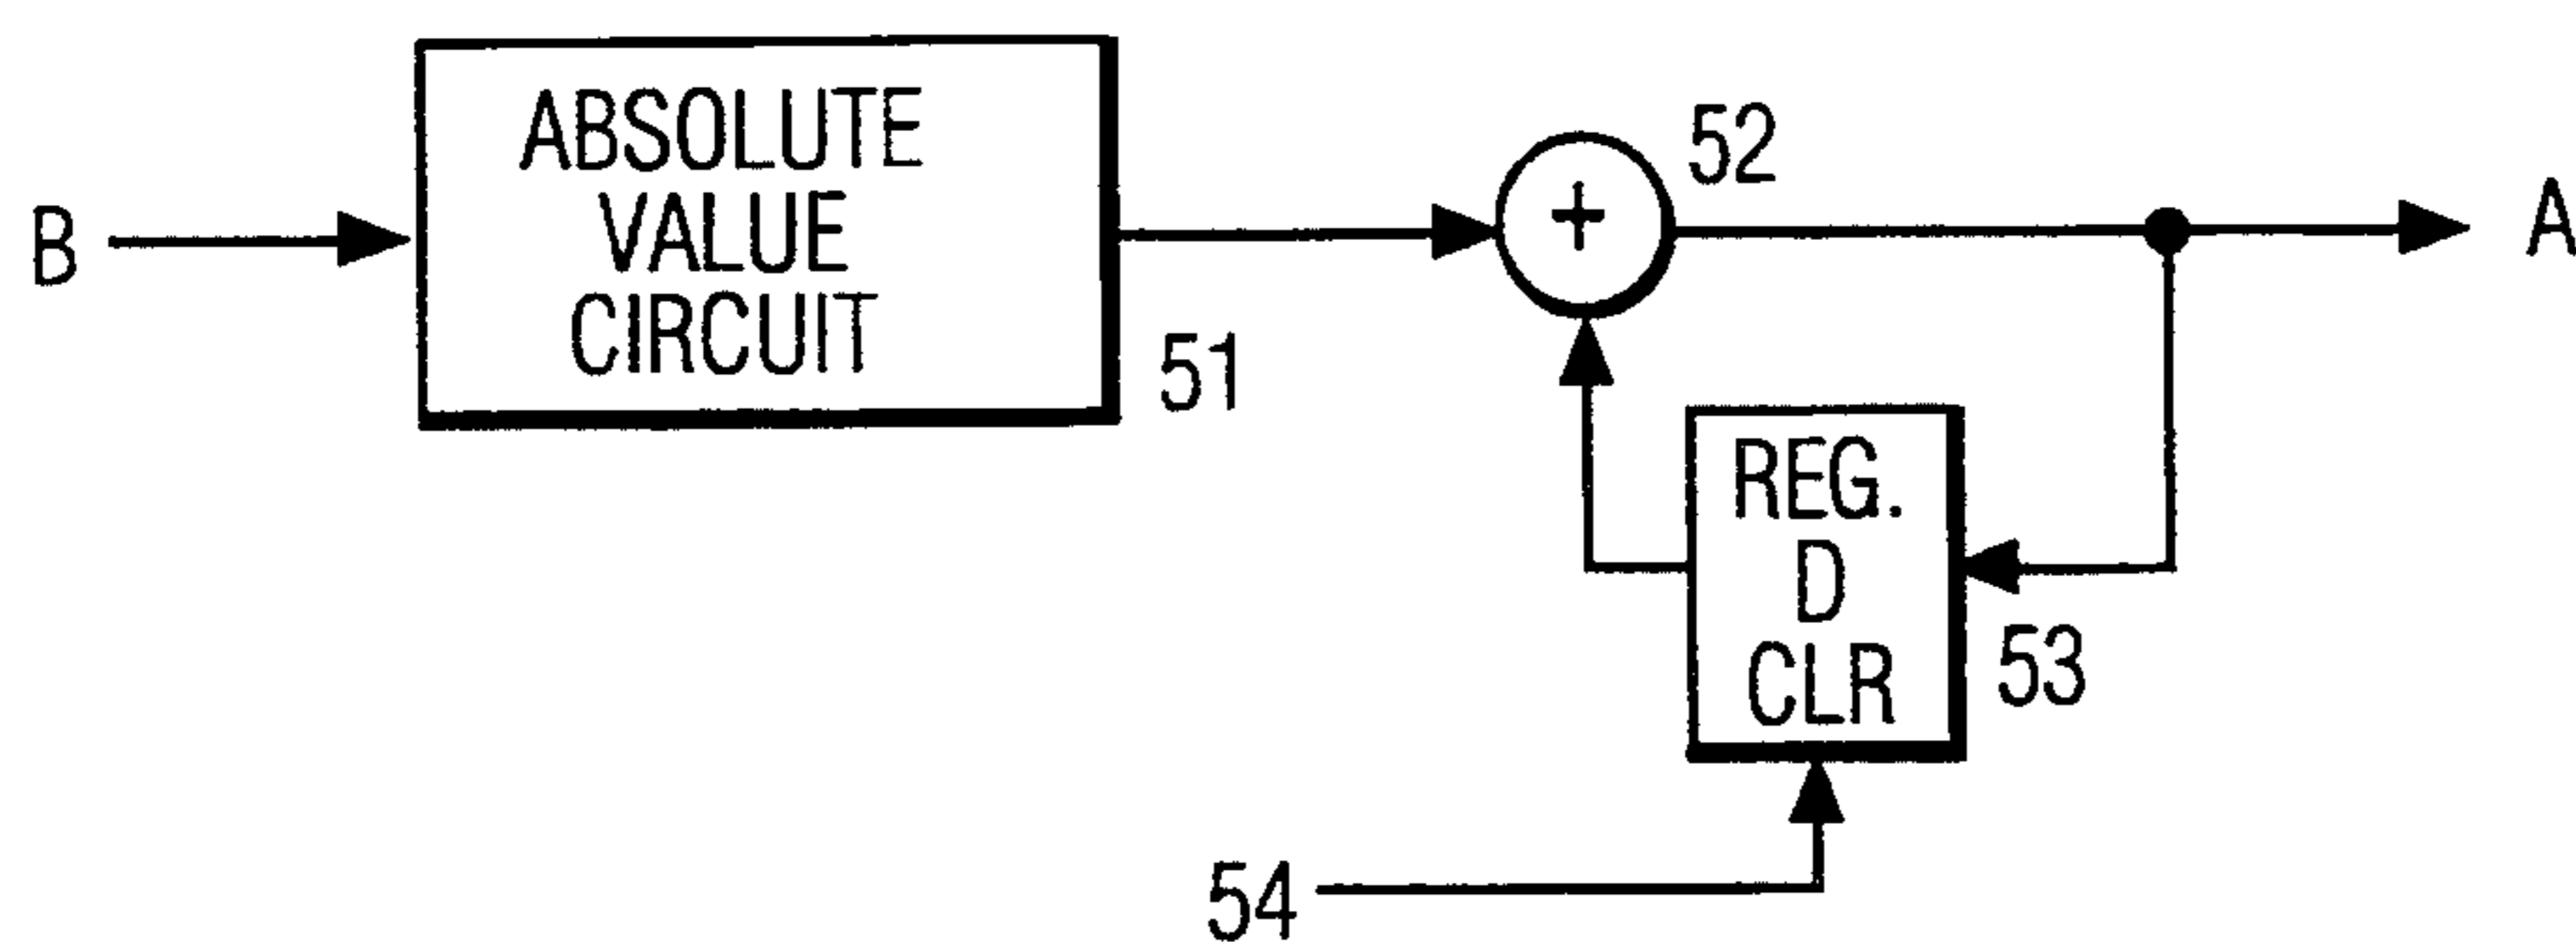 B
ABSOLUTE
VALUE
CIRCUIT
51
+
52
A
REG.
D
CLR
53
54